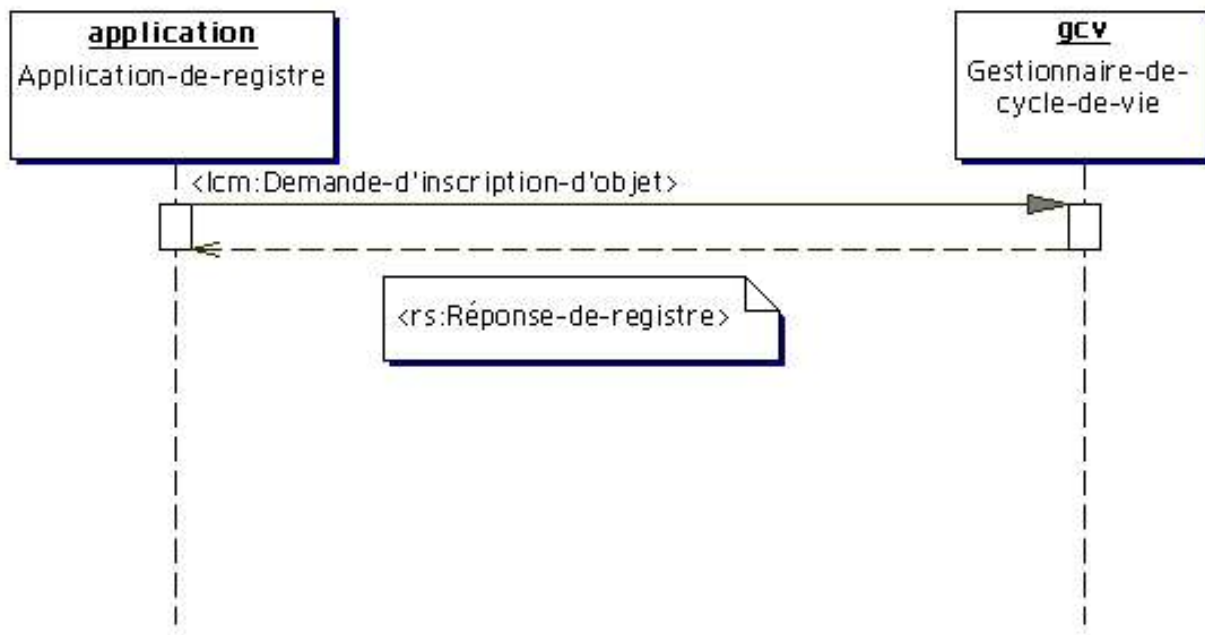 application
Application-de-registre
gcv
Gestionnaire-de-
cycle-de-vie
<lcm:Demande-d'inscription-d'objet>
<rs:Réponse-de-registre>